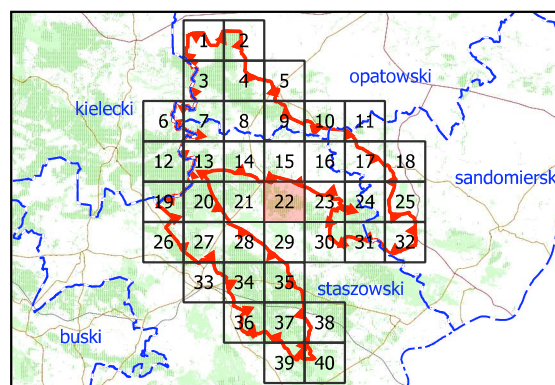 1 2
3 4 5
opatowski
kielecki
6 7 8 9 10 11
12 13 14 15 16 17 18
sandomiersk
19 20 21 22 23 24 25
26 27 28 29 30 31 32
33 34 35
staszowski
buski
36 37 38
39 40